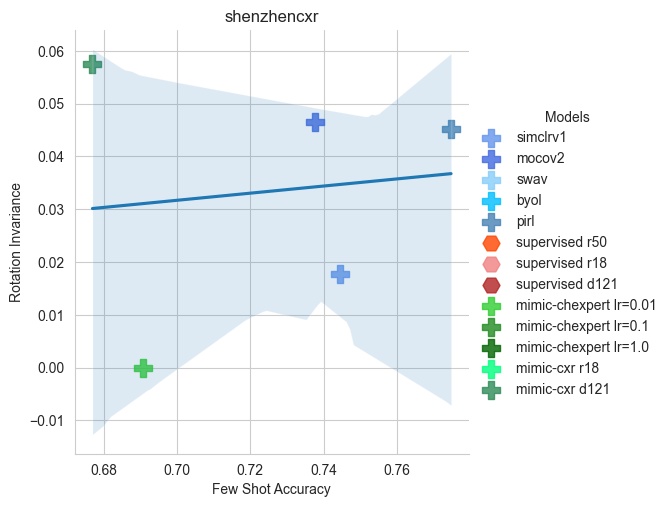 shenzhencxr
0.06
0.05
0.04
0.03
0.02
0.01
0.00
−0.01
Rotation Invariance
0.68 0.70 0.72 0.74 0.76
Few Shot Accuracy
Models
simclrv1
mocov2
swav
byol
pirl
supervised r50
supervised r18
supervised d121
mimic-chexpert lr=0.01
mimic-chexpert lr=0.1
mimic-chexpert lr=1.0
mimic-cxr r18
mimic-cxr d121